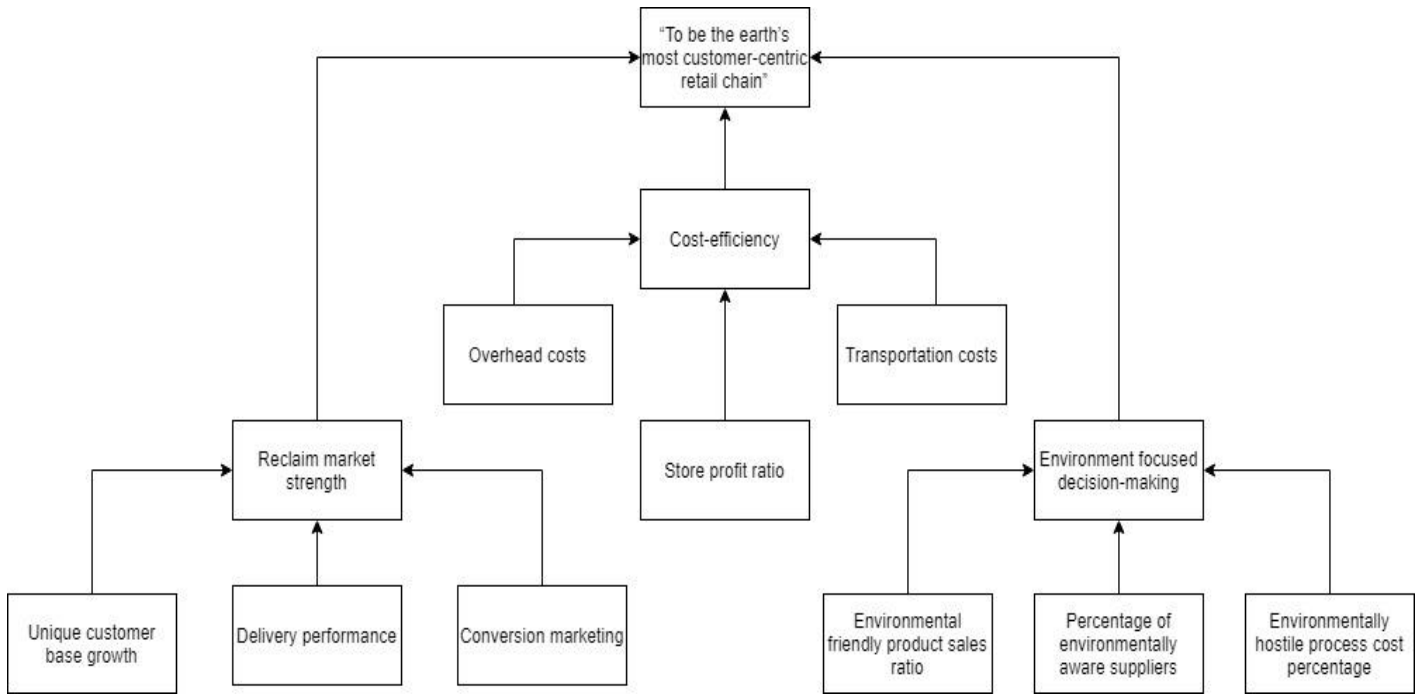 “To be the earth’s
most customer-centric
retail chain”
Cost-efficiency
Overhead costs
Transportation costs
Reclaim market
strength
Store profit ratio
Environment focused
decision-making
Unique customer
base growth
Delivery performance
Conversion marketing
Environmental
friendly product sales
ratio
Percentage of
environmentally
aware suppliers
Environmentally
hostile process cost
percentage